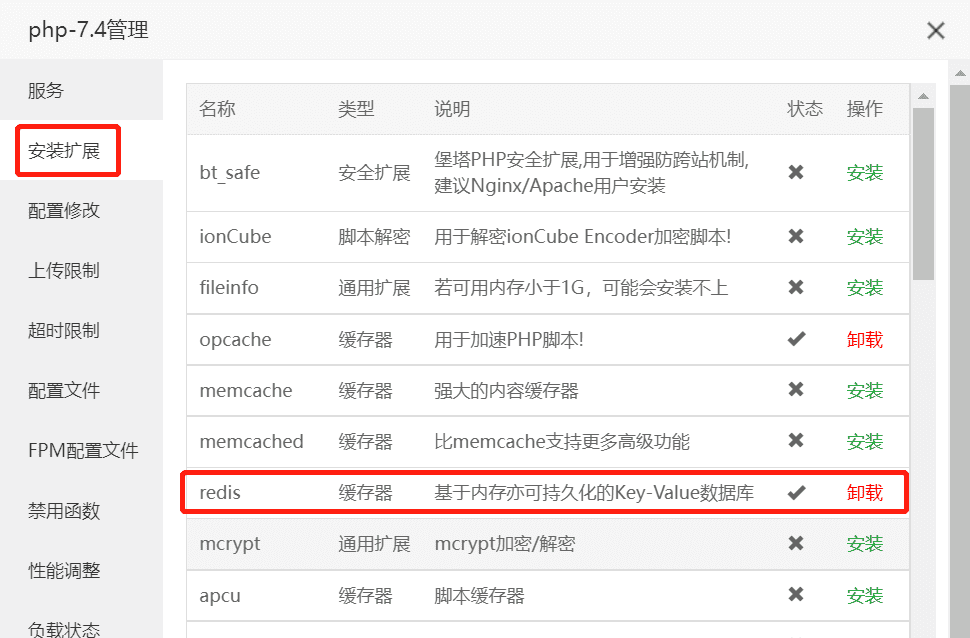 php-7.4管理
服务
安装扩展
配置修改
上传限制
超时限制
配置文件
FPM配置文件
禁用函数
性能调整
负载状态
名称 类型 说明 状态 操作
bt_safe 安全扩展 堡塔PHP安全扩展,用于增强防跨站机制,
建议Nginx/Apache用户安装 安装
ionCube 脚本解密 用于解密ionCube Encoder加密脚本! 安装
fileinfo 通用扩展 若可用内存小于1G，可能会安装不上 安装
opcache 缓存器 用于加速PHP脚本! 卸载
memcache 缓存器 强大的内容缓存器 安装
memcached 缓存器 比memcache支持更多高级功能 安装
redis 缓存器 基于内存亦可持久化的Key-Value数据库 卸载
mcrypt 通用扩展 mcrypt加密/解密 安装
apcu 缓存器 脚本缓存器 安装